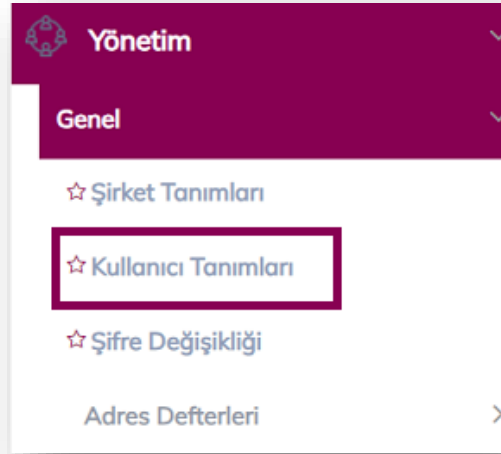 Yönetim
Genel
Şirket Tanımları
Kullanıcı Tanımları
Şifre Değişikliği
Adres Defterleri